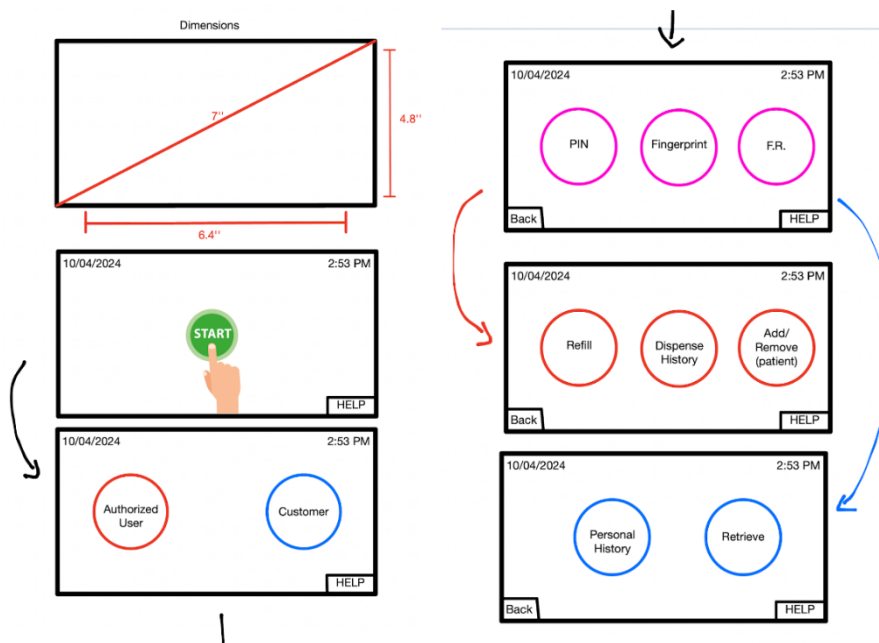 Dimensions
7''
4.8''
6.4''
10/04/2024 2:53 PM
START
HELP
10/04/2024 2:53 PM
Authorized
User
Customer
HELP
10/04/2024 2:53 PM
PIN
Fingerprint
F.R.
Back
HELP
10/04/2024 2:53 PM
Refill
Dispense
History
Add/
Remove
(patient)
Back
HELP
10/04/2024 2:53 PM
Personal
History
Retrieve
Back
HELP